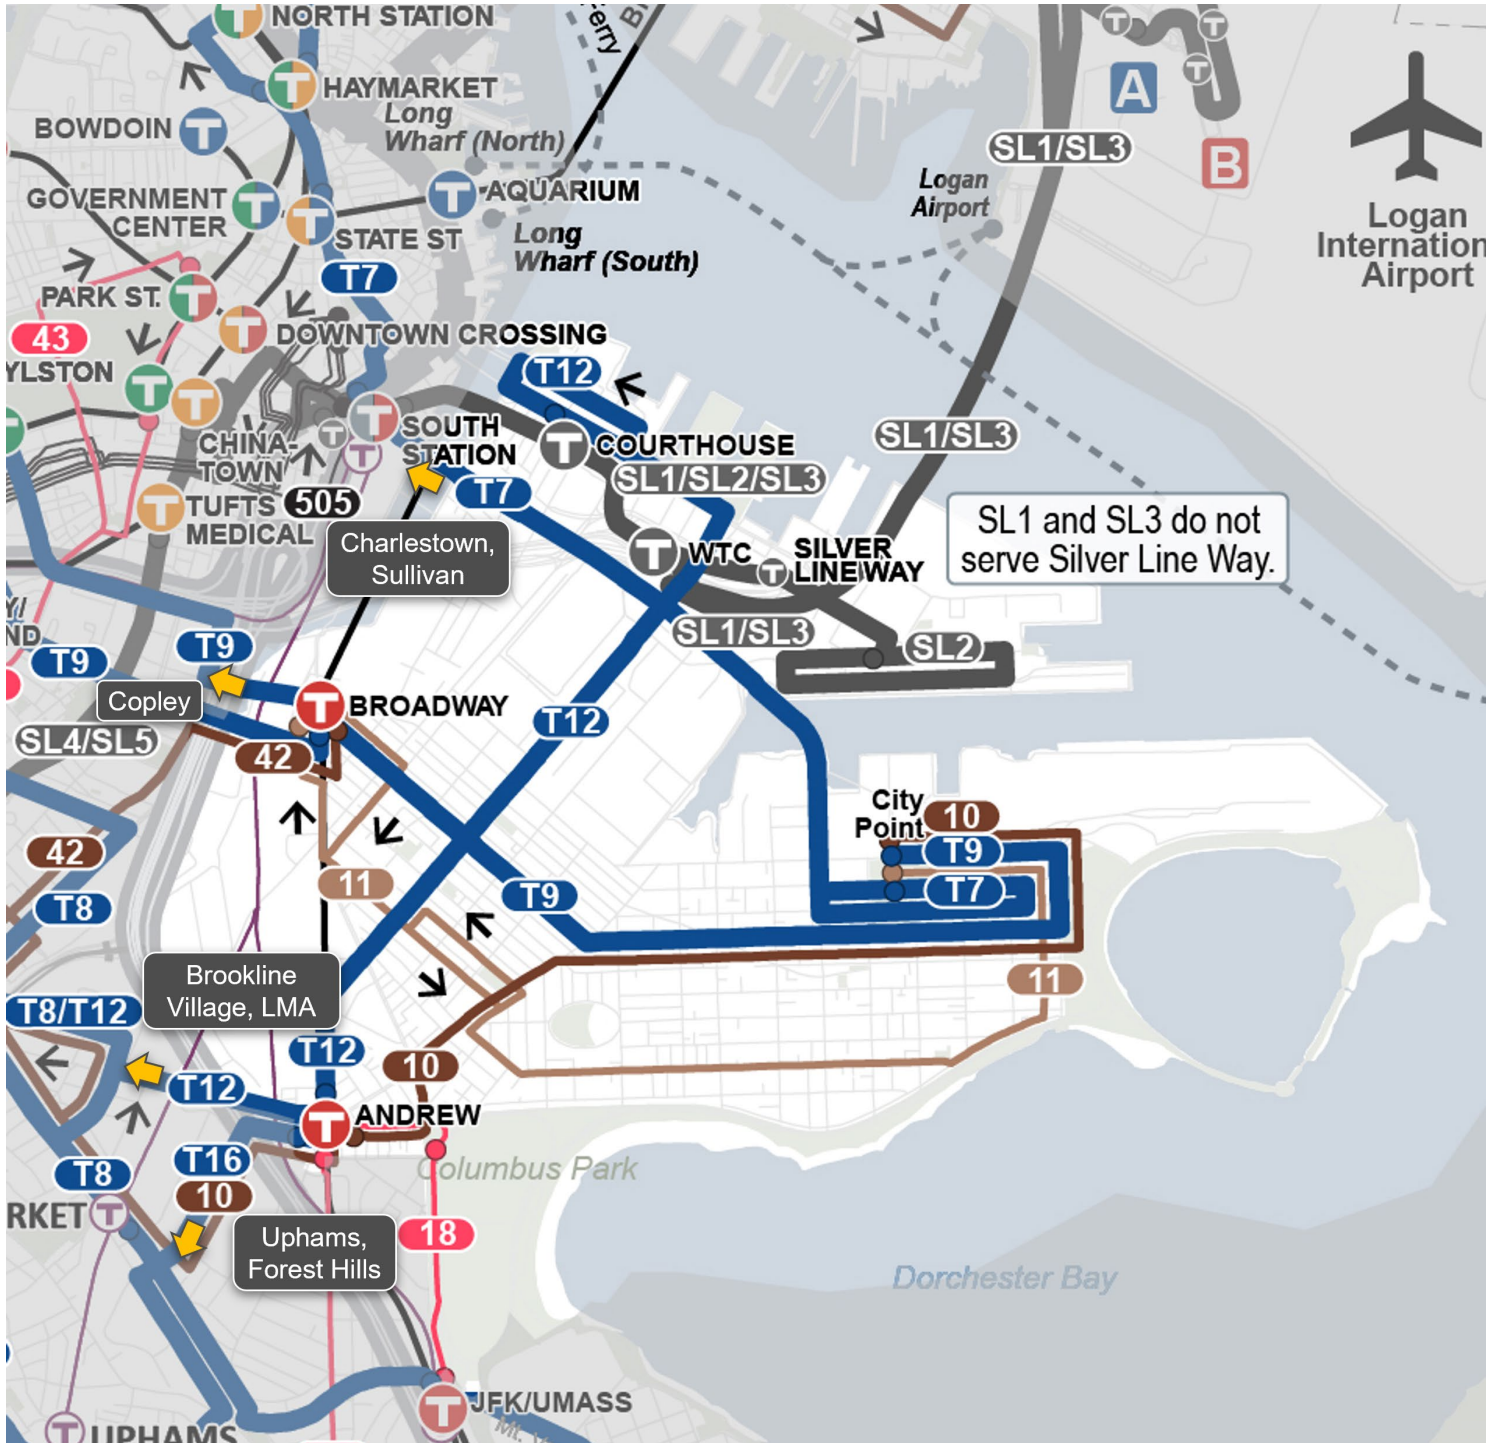 NORTH STATION
Ferry
HAYMARKET
Long
Wharf (North)
BOWDOIN
T
A
B
SL1/SL3
Logan
Airport
Logan
Internation
Airport
GOVERNMENT
CENTER
AQUARIUM
STATE ST
Long
Wharf (South)
T7
PARK ST.
43
DOWNTOWN CROSSING
YLSTON
T12
CHINA-
TOWN
SOUTH
STATION
COURTHOUSE
SL1/SL3
SL1/SL2/SL3
T7
TUFTS
MEDICAL
505
Charlestown,
Sullivan
WTC
SILVER
LINE WAY
SL1 and SL3 do not
serve Silver Line Way.
Y/
ND
T9
T9
SL1/SL3
SL2
Copley
BROADWAY
T12
SL4/SL5
42
City
Point
10
T9
T7
42
11
T9
T8
Brookline
Village, LMA
11
T8/T12
T12
10
T12
ANDREW
T16
T8
10
Columbus Park
RKET
Uphams,
Forest Hills
18
Dorchester Bay
JFK/UMASS
Mt.
UPHAMS